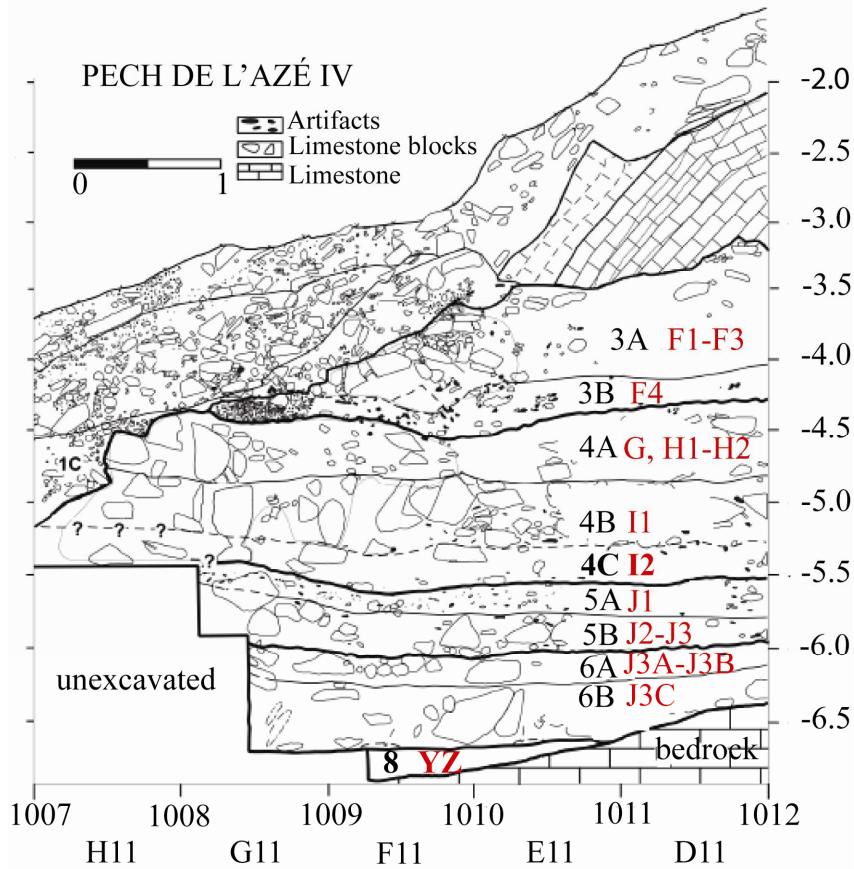 PECH DE L'AZÉ IV
Artifacts
Limestone blocks
Limestone
0 1
-2.0
-2.5
-3.0
-3.5
-4.0
-4.5
-5.0
-5.5
-6.0
-6.5
3A F1-F3
3B F4
4A G, H1-H2
1C
4B I1
? ? ? ?
4C I2
5A J1
5B J2-J3
6A J3A-J3B
unexcavated
6B J3C
bedrock
8 YZ
1007 1008 1009 1010 1011 1012
H11 G11 F11 E11 D11